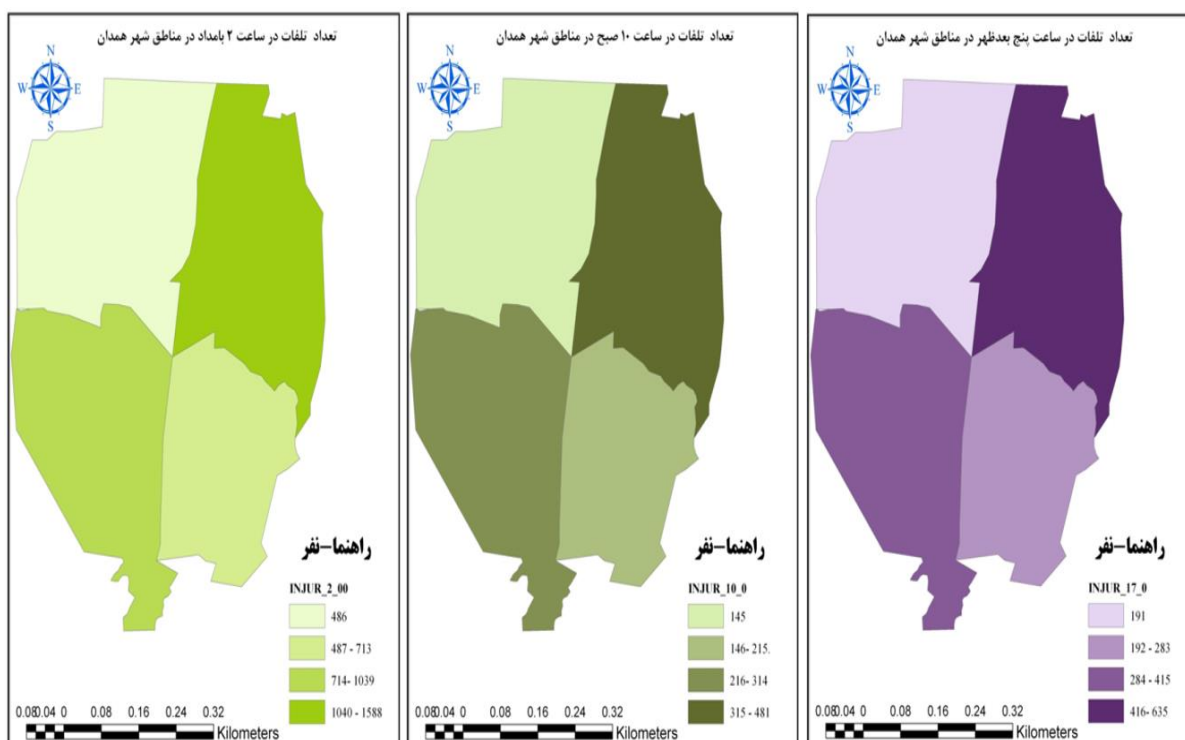 تعداد تلفات در ساعت ۲ بامداد در مناطق شهر همدان
N
W E
S
راهنما-نفر
INJUR_2_00
486
487 - 713
714- 1039
1040 - 1588
0.08 0.04 0 0.08 0.16 0.24 0.32
Kilometers
تعداد تلفات در ساعت ۱۰ صبح در مناطق شهر همدان
N
W E
S
راهنما-نفر
INJUR_10_0
145
146- 215.
216- 314
315 - 481
0.08 0.04 0 0.08 0.16 0.24 0.32
Kilometers
تعداد تلفات در ساعت پنج بعدظهر در مناطق شهر همدان
N
W E
S
راهنما-نفر
INJUR_17_0
191
192 - 283
284 - 415
416- 635
0.08 0.04 0 0.08 0.16 0.24 0.32
Kilometers